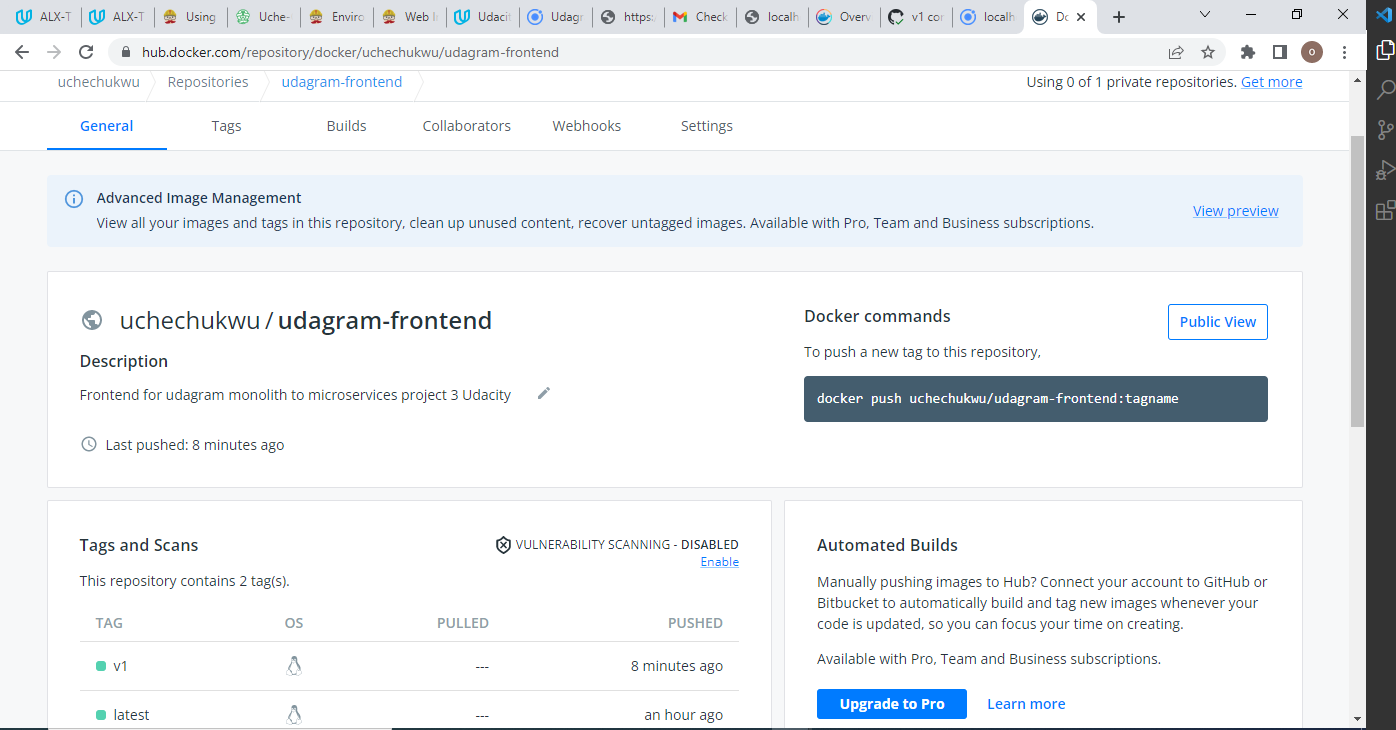 ALX-T
ALX-T
Using
Uche-
Enviro
Web I
Udacit
Udagr
https:
Check
localh
Overv
v1 cor
localh
Do
hub.docker.com/repository/docker/uchechukwu/udagram-frontend
o
uchechukwu
Repositories
udagram-frontend
Using 0 of 1 private repositories. Get more
General
Tags
Builds
Collaborators
Webhooks
Settings
Advanced Image Management
View all your images and tags in this repository, clean up unused content, recover untagged images. Available with Pro, Team and Business subscriptions.
View preview
uchechukwu / udagram-frontend
Description
Frontend for udagram monolith to microservices project 3 Udacity
Last pushed: 8 minutes ago
Docker commands
Public View
To push a new tag to this repository,
docker push uchechukwu/udagram-frontend:tagname
Tags and Scans
VULNERABILITY SCANNING - DISABLED
Enable
This repository contains 2 tag(s).
TAG OS PULLED PUSHED
v1 --- 8 minutes ago
latest --- an hour ago
Automated Builds
Manually pushing images to Hub? Connect your account to GitHub or
Bitbucket to automatically build and tag new images whenever your
code is updated, so you can focus your time on creating.
Available with Pro, Team and Business subscriptions.
Upgrade to Pro
Learn more